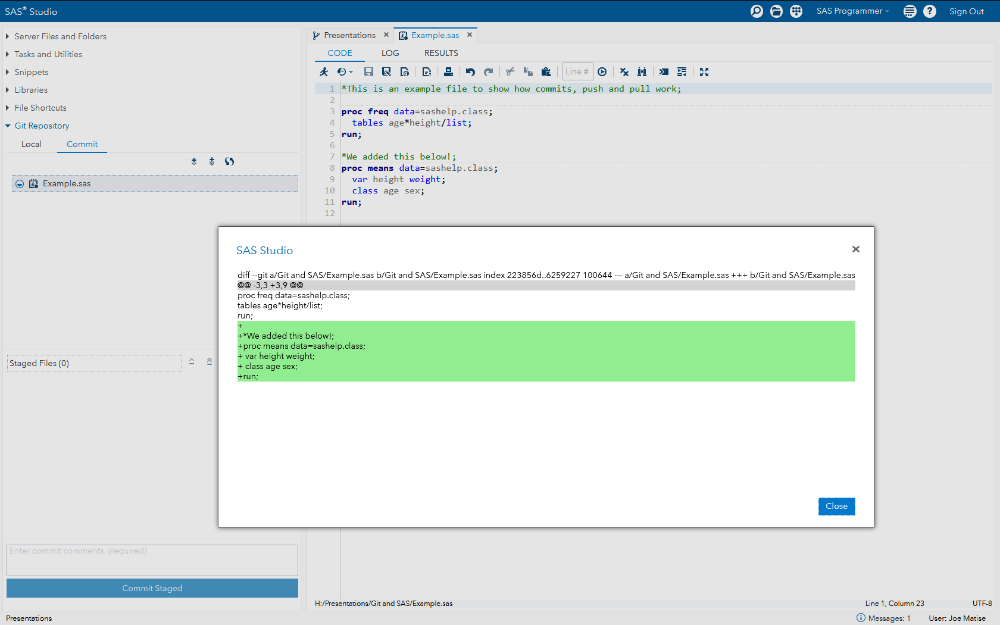 SAS® Studio
SAS Programmer
Sign Out
Server Files and Folders
Tasks and Utilities
Snippets
Libraries
File Shortcuts
Git Repository
Local
Commit
Example.sas
Staged Files (0)
Enter commit comments. (required)
Commit Staged
Presentations
Example.sas
CODE
LOG
RESULTS
Line #
1 *This is an example file to show how commits, push and pull work;
2
3 proc freq data=sashelp.class;
4   tables age*height/list;
5 run;
6
7 *We added this below!;
8 proc means data=sashelp.class;
9   var height weight;
10   class age sex;
11 run;
12
SAS Studio
diff --git a/Git and SAS/Example.sas b/Git and SAS/Example.sas index 223856d..6259227 100644 --- a/Git and SAS/Example.sas +++ b/Git and SAS/Example.sas
@@ -3,3 +3,9 @@
proc freq data=sashelp.class;
tables age*height/list;
run;
+
+*We added this below!;
+proc means data=sashelp.class;
+ var height weight;
+ class age sex;
+run;
Close
H:/Presentations/Git and SAS/Example.sas
Line 1, Column 23
UTF-8
Presentations
Messages: 1
User: Joe Matise